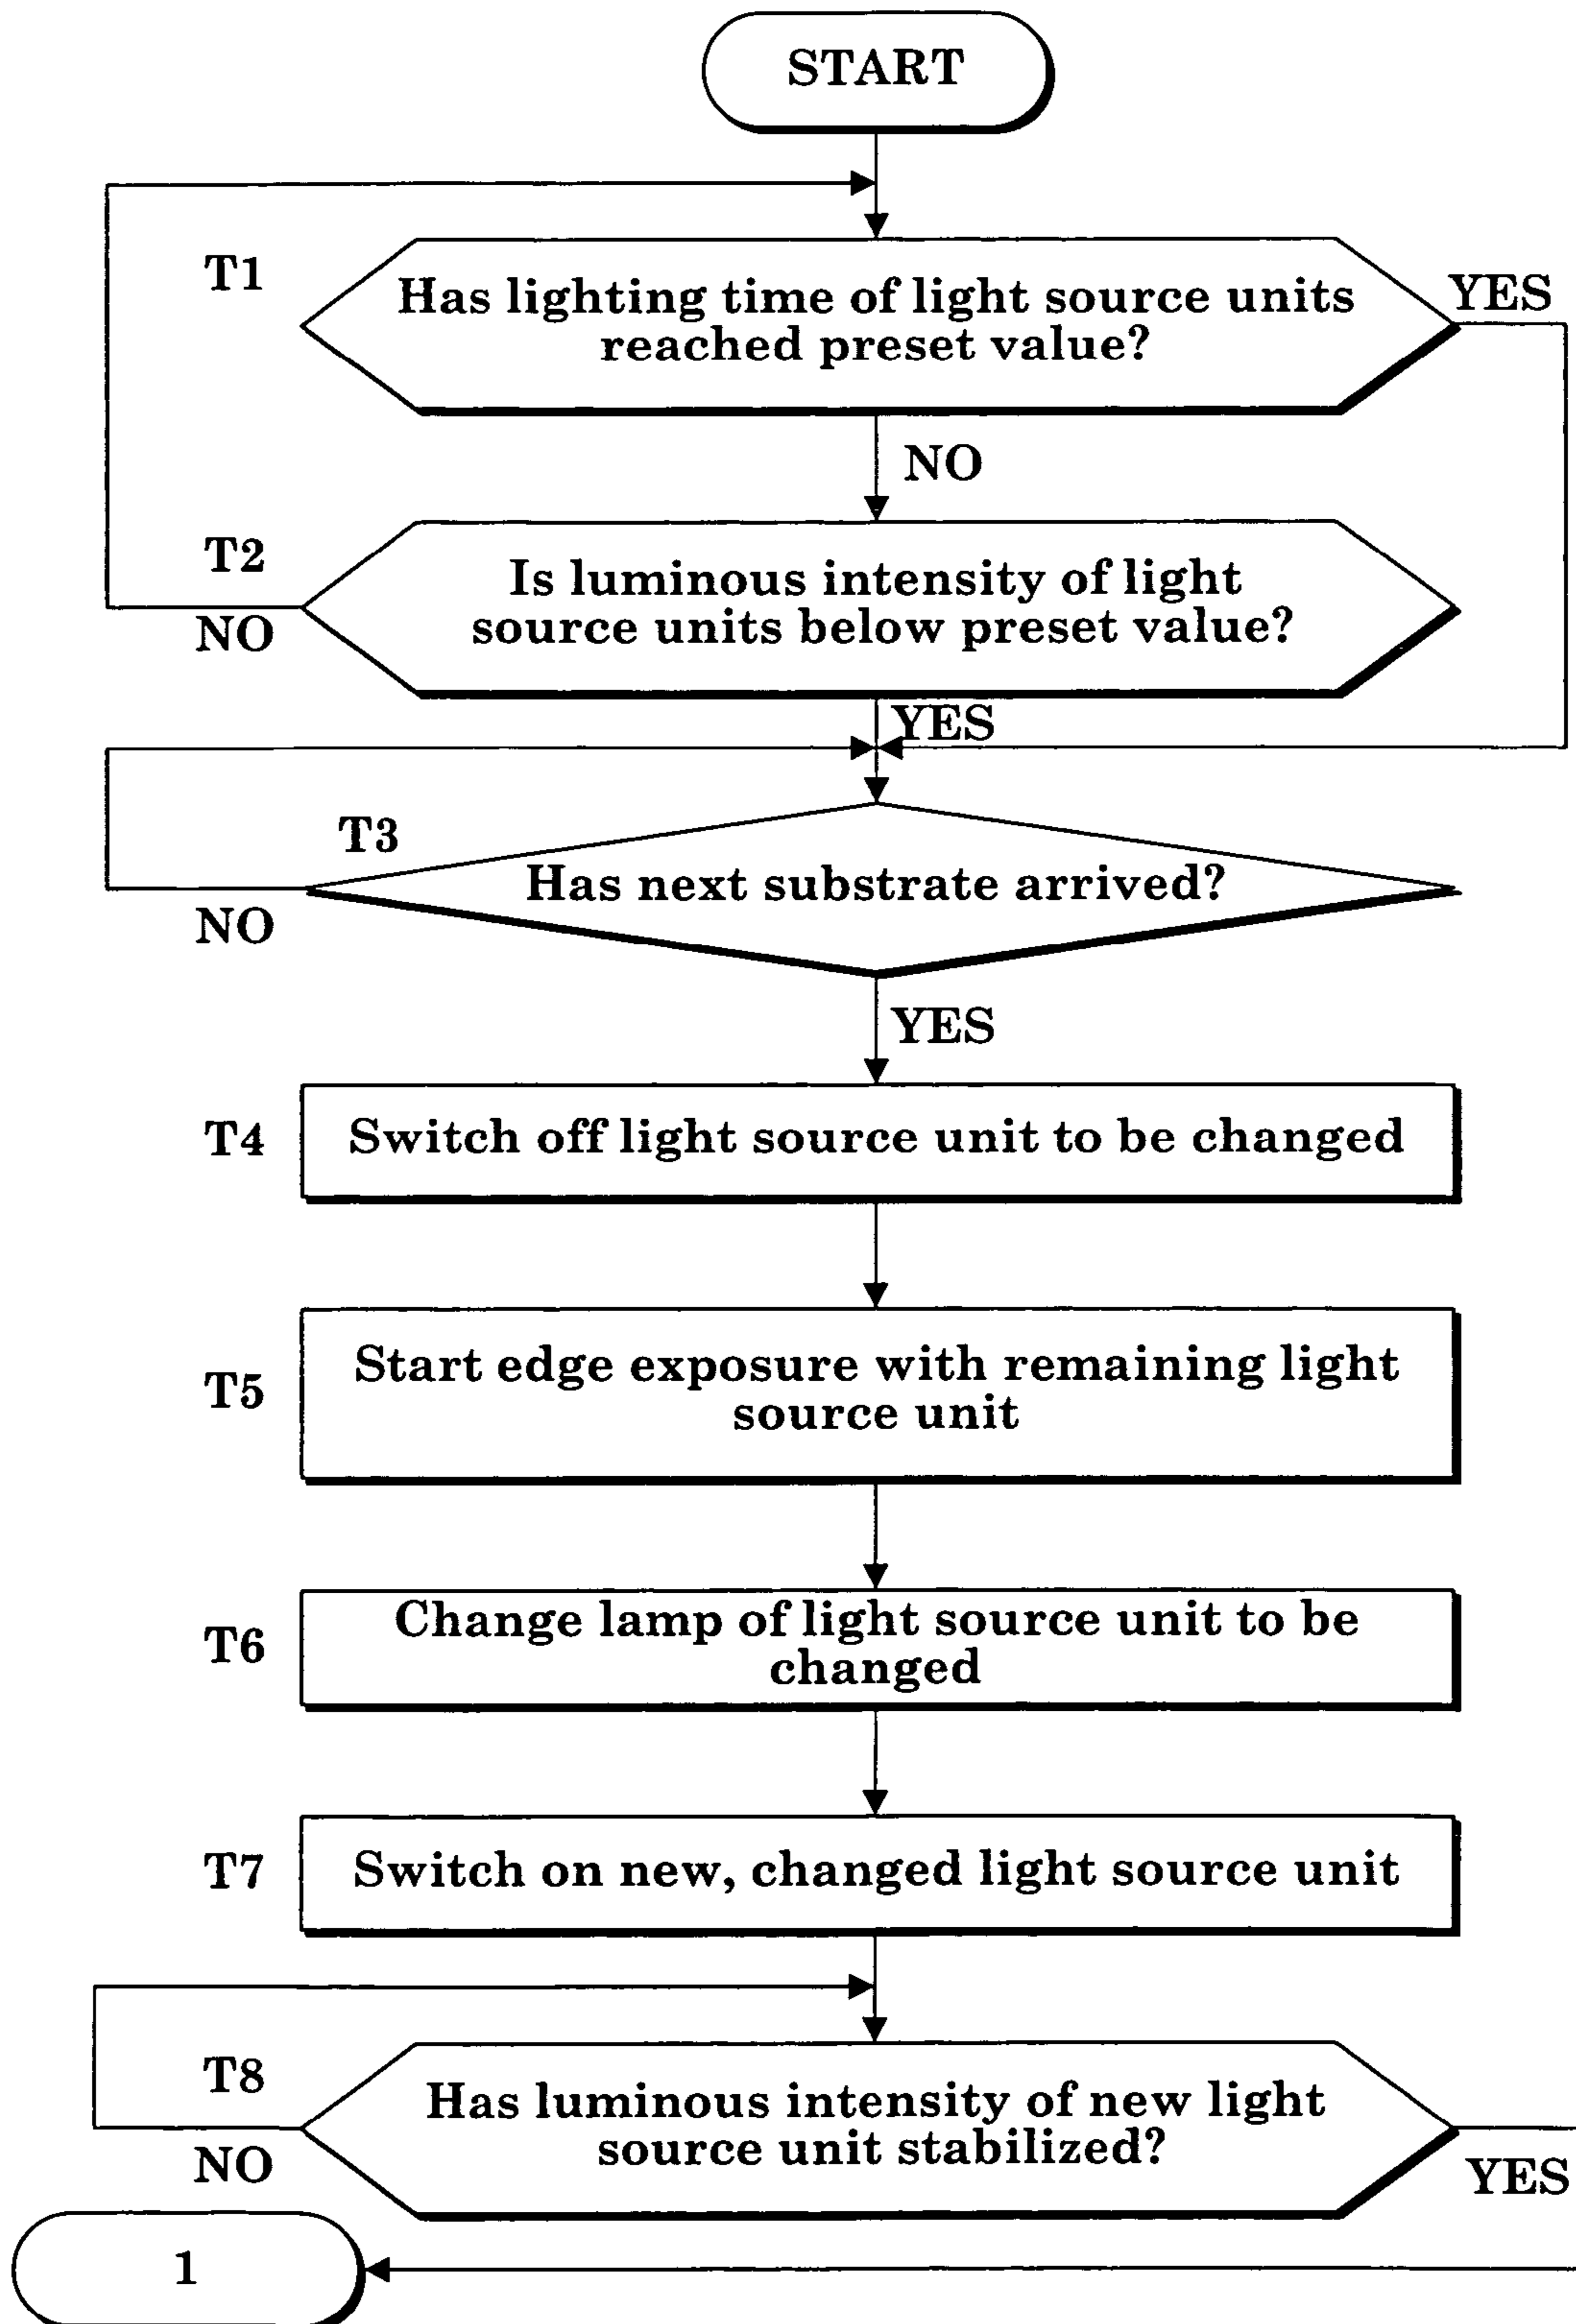 START
T1
Has lighting time of light source units
reached preset value?
YES
NO
T2
Is luminous intensity of light
source units below preset value?
NO
YES
T3
Has next substrate arrived?
NO
YES
T4
Switch off light source unit to be changed
T5
Start edge exposure with remaining light
source unit
T6
Change lamp of light source unit to be
changed
T7
Switch on new, changed light source unit
T8
Has luminous intensity of new light
source unit stabilized?
NO
YES
1